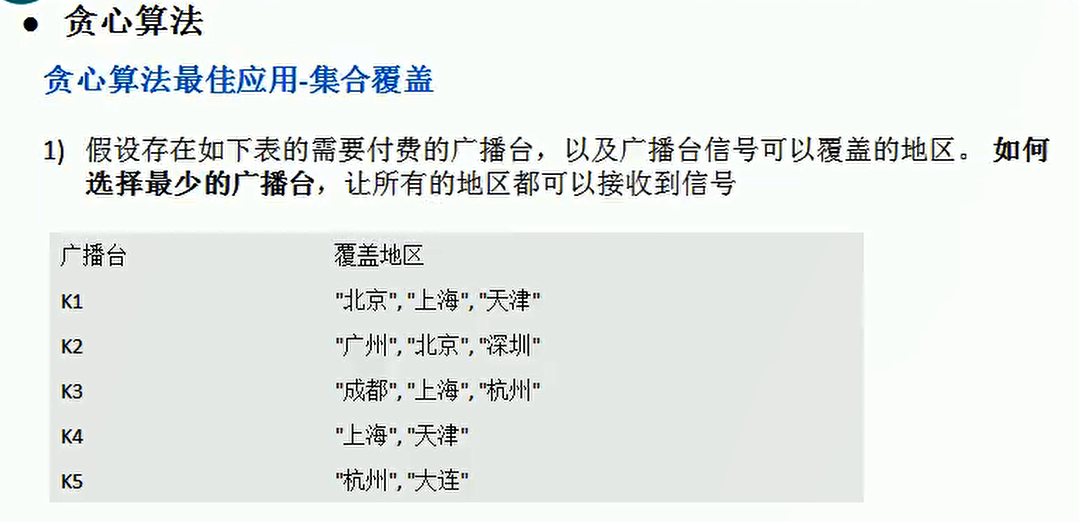 • 贪心算法
贪心算法最佳应用-集合覆盖
1) 假设存在如下表的需要付费的广播台，以及广播台信号可以覆盖的地区。 如何
选择最少的广播台，让所有的地区都可以接收到信号
广播台 覆盖地区
K1 "北京", "上海", "天津"
K2 "广州", "北京", "深圳"
K3 "成都", "上海", "杭州"
K4 "上海", "天津"
K5 "杭州", "大连"